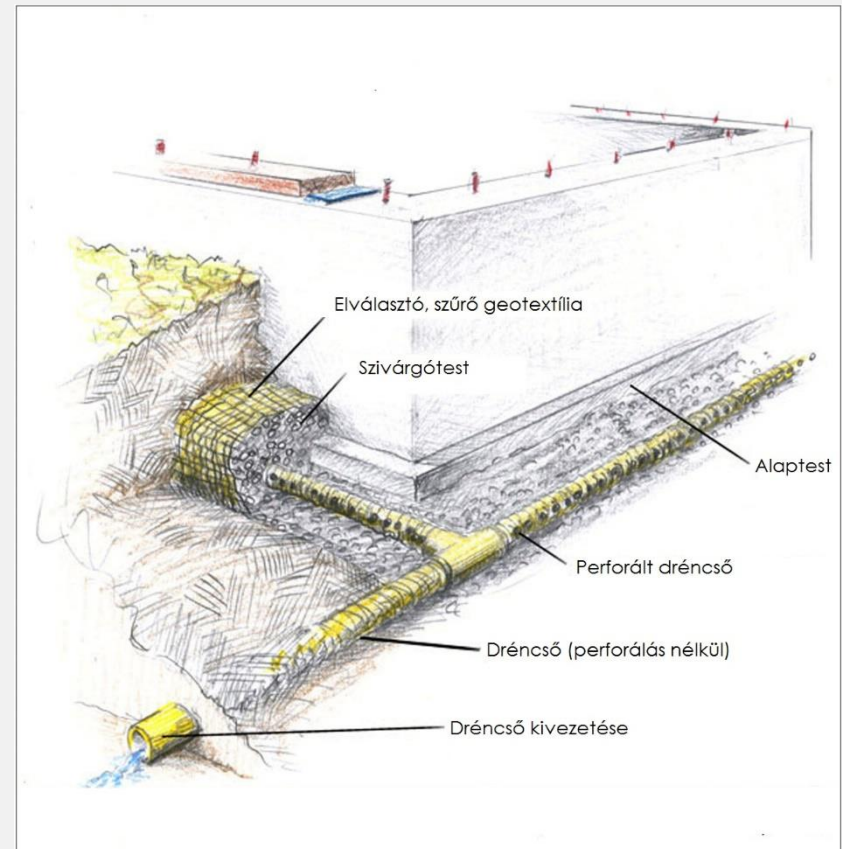 Elválasztó, szűrő geotextília
Szivárgótest
Alaptest
Perforált dréncső
Dréncső (perforálás nélkül)
Dréncső kivezetése